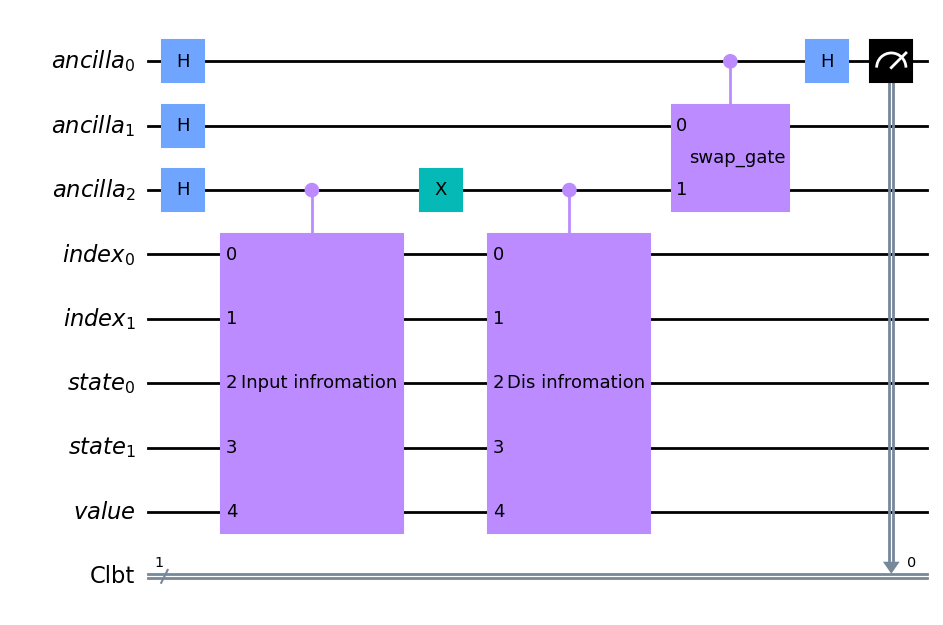 ancilla0 H H
ancilla1 H 0
swap_gate
ancilla2 H X 1
index0 0 0
index1 1 1
state0 2 Input infromation 2 Dis infromation
state1 3 3
value 4 4
1 0
Clbt